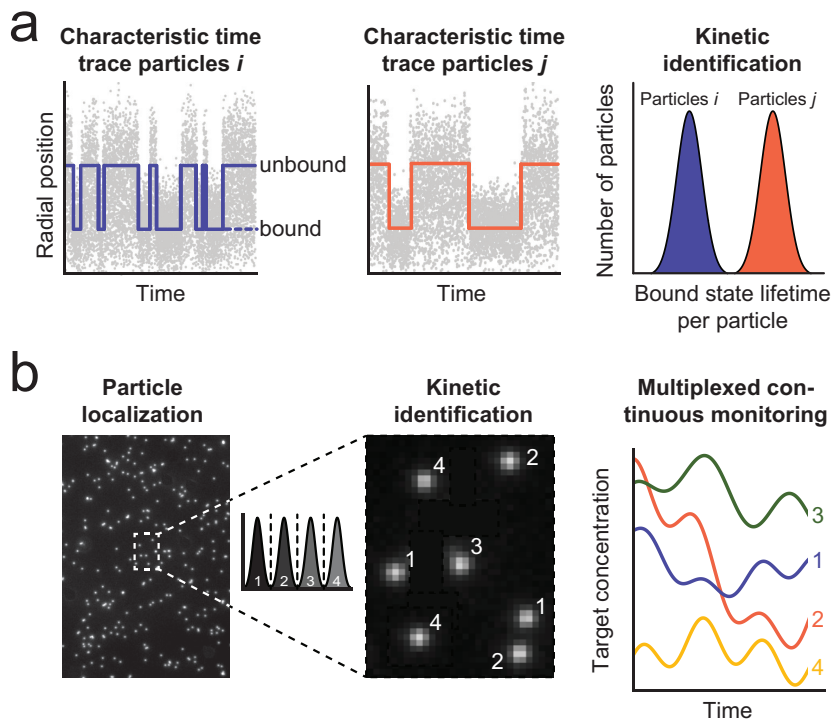 a
Characteristic time
trace particles i
Radial position
unbound
bound
Time
Characteristic time
trace particles j
Time
Kinetic
identification
Number of particles
Particles i
Particles j
Bound state lifetime
per particle
b
Particle
localization
1 2 3 4
Kinetic
identification
4
2
1
3
4
1
2
Multiplexed con-
tinuous monitoring
Target concentration
3
1
2
4
Time